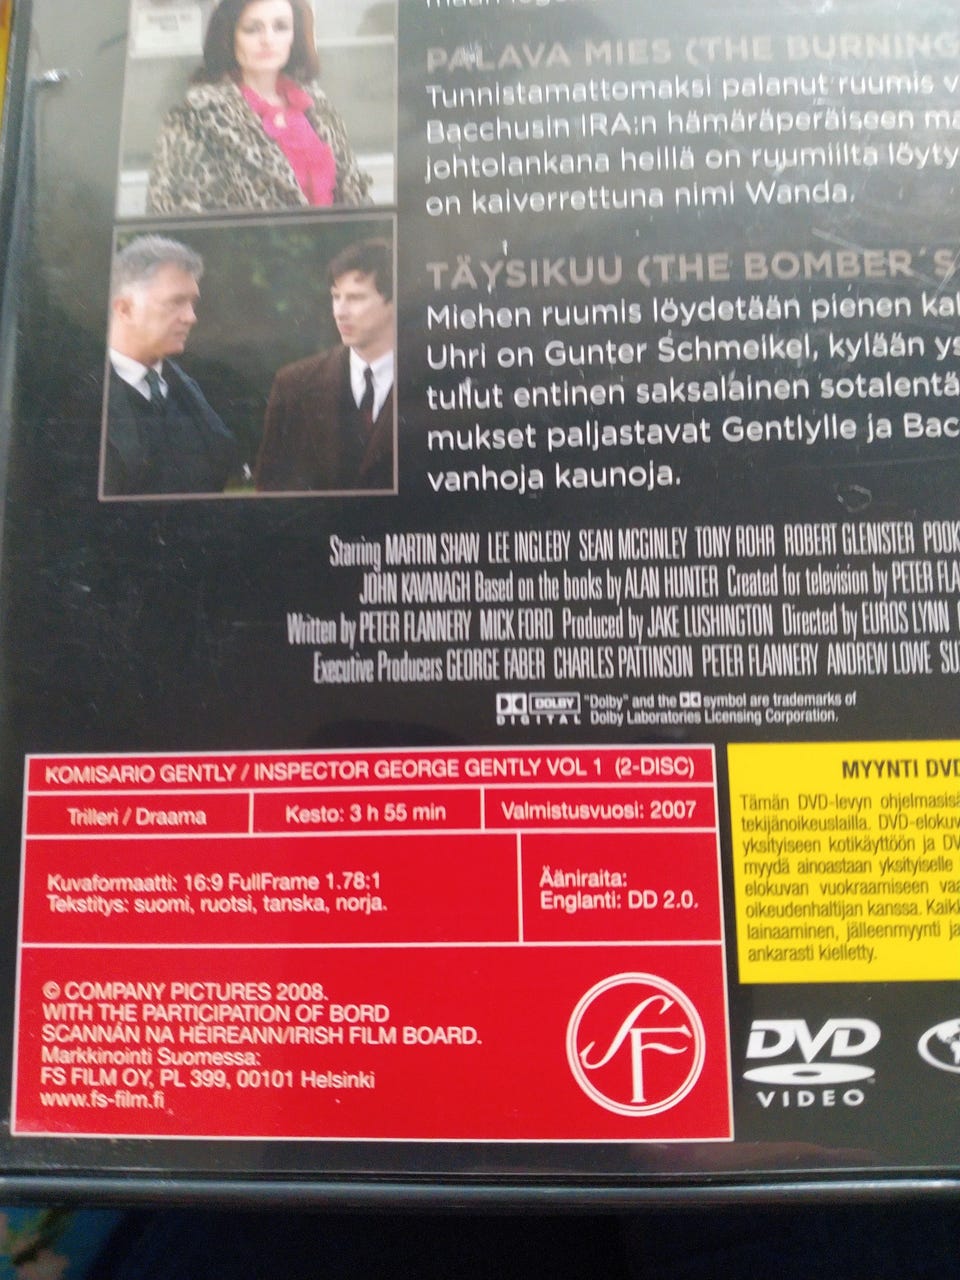 PALAVA MIES (THE BURNING
Tunnistamattomaksi palanut ruumis v
Bacchusin IRA:n hämäräperäiseen ma
johtolankana heillä on ruumiilta löyty
on kaiverrettuna nimi Wanda.
TÄYSIKUU (THE BOMBER´S
Miehen ruumis löydetään pienen kal
Uhri on Gunter Schmeikel, kylään ys
tullut entinen saksalainen sotalentä
mukset paljastavat Gentlylle ja Bac
vanhoja kaunoja.
Starring MARTIN SHAW LEE INGLEBY SEAN MCGINLEY TONY ROHR ROBERT GLENISTER POOK
JOHN KAVANAGH Based on the books by ALAN HUNTER Created for television by PETER FLA
Written by PETER FLANNERY MICK FORD Produced by JAKE LUSHINGTON Directed by EUROS LYNN
Executive Producers GEORGE FABER CHARLES PATTINSON PETER FLANNERY ANDREW LOWE SU
DOLBY DIGITAL "Dolby" and the symbol are trademarks of
Dolby Laboratories Licensing Corporation.
KOMISARIO GENTLY / INSPECTOR GEORGE GENTLY VOL 1 (2-DISC)
Trilleri / Draama Kesto: 3 h 55 min Valmistusvuosi: 2007
Kuvaformaatti: 16:9 FullFrame 1.78:1
Tekstitys: suomi, ruotsi, tanska, norja.
Ääniraita:
Englanti: DD 2.0.
© COMPANY PICTURES 2008.
WITH THE PARTICIPATION OF BORD
SCANNÁN NA HÉIREANN/IRISH FILM BOARD.
Markkinointi Suomessa:
FS FILM OY, PL 399, 00101 Helsinki
www.fs-film.fi
SF
MYYNTI DVD
Tämän DVD-levyn ohjelmasisä
tekijänoikeuslailla. DVD-elokuv
yksityiseen kotikäyttöön ja DV
myydä ainoastaan yksityiselle
elokuvan vuokraamiseen vaa
oikeudenhaltijan kanssa. Kaikk
lainaaminen, jälleenmyynti ja
ankarasti kielletty.
DVD
VIDEO